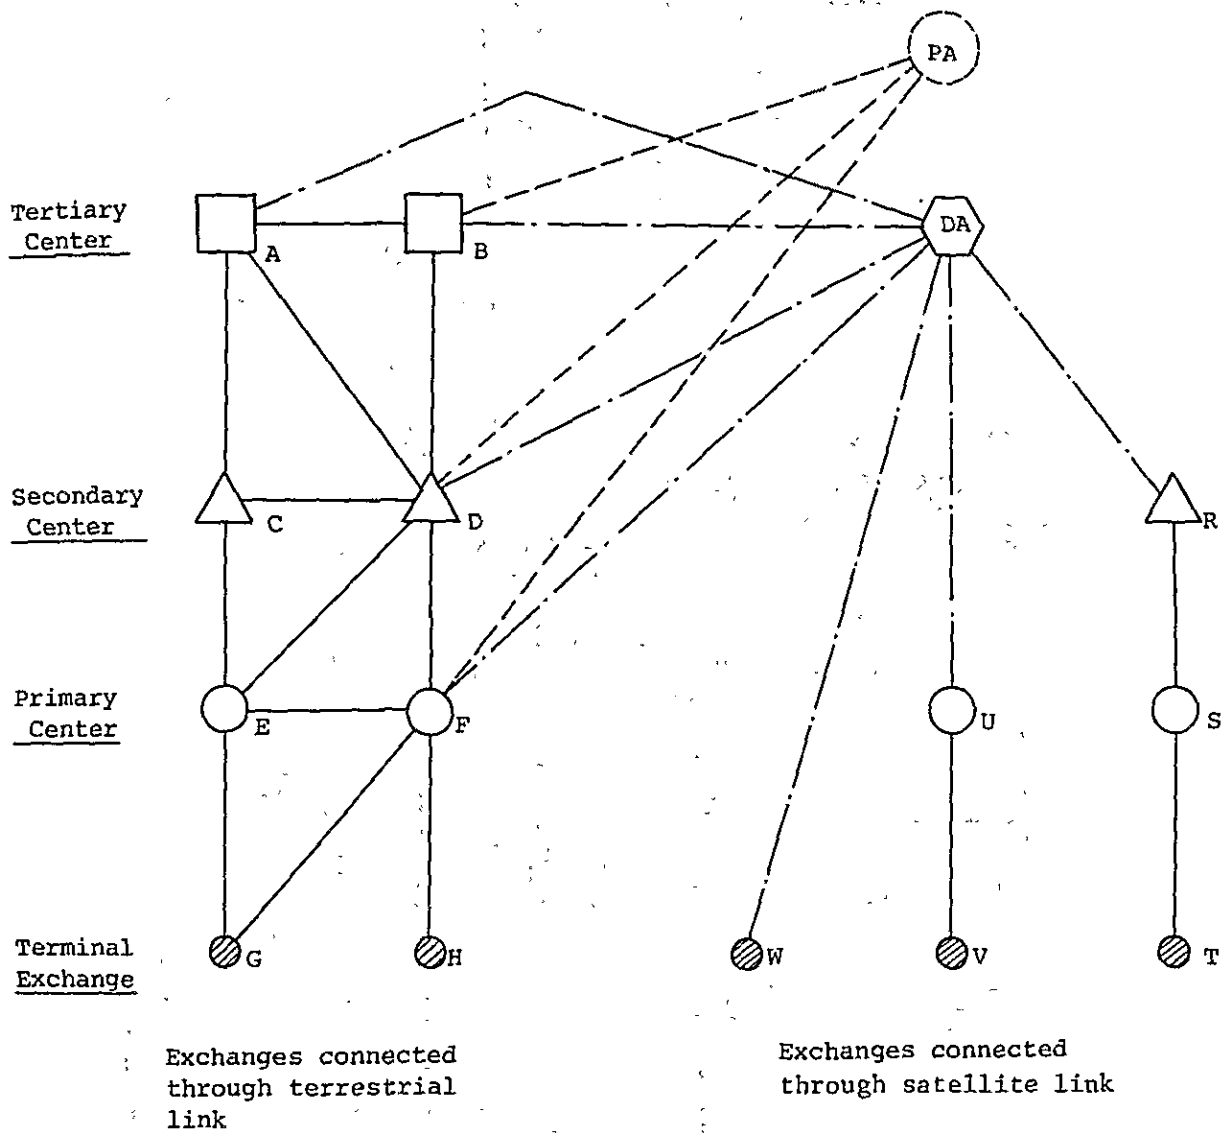 PA
Tertiary
Center
A
B
DA
Secondary
Center
C
D
R
Primary
Center
E
F
U
S
Terminal
Exchange
G
H
W
V
T
Exchanges connected
through terrestrial
link
Exchanges connected
through satellite link